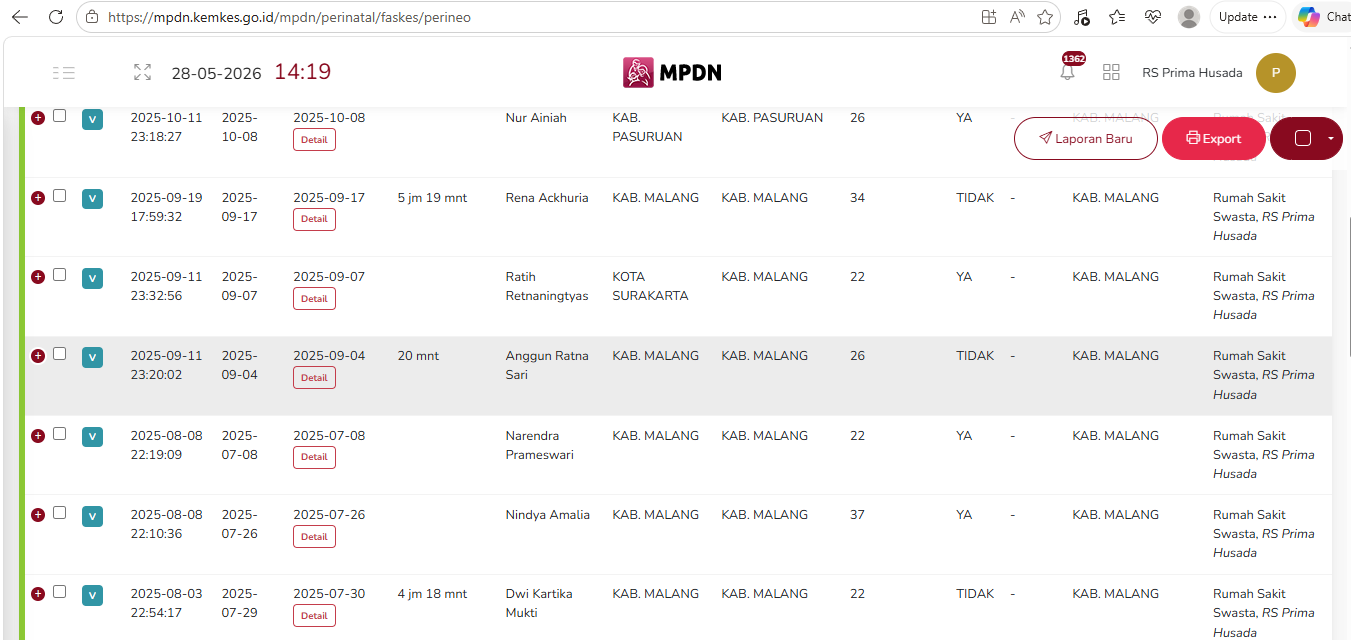 https://mpdn.kemkes.go.id/mpdn/perinatal/faskes/perineo
Update
Chat
28-05-2026 14:19
MPDN
1362
RS Prima Husada
P
Laporan Baru
Export
+ V 2025-10-11 2025- 2025-10-08 Nur Ainiah KAB. KAB. PASURUAN 26 YA - KAB. MALANG Rumah Sakit
23:18:27 10-08 Detail PASURUAN
Husada
+ V 2025-09-19 2025- 2025-09-17 5 jm 19 mnt Rena Ackhuria KAB. MALANG KAB. MALANG 34 TIDAK - KAB. MALANG Rumah Sakit
17:59:32 09-17 Detail Swasta, RS Prima
Husada
+ V 2025-09-11 2025- 2025-09-07 Ratih KOTA KAB. MALANG 22 YA - KAB. MALANG Rumah Sakit
23:32:56 09-07 Detail Retnaningtyas SURAKARTA Swasta, RS Prima
Husada
+ V 2025-09-11 2025- 2025-09-04 20 mnt Anggun Ratna KAB. MALANG KAB. MALANG 26 TIDAK - KAB. MALANG Rumah Sakit
23:20:02 09-04 Detail Sari Swasta, RS Prima
Husada
+ V 2025-08-08 2025- 2025-07-08 Narendra KAB. MALANG KAB. MALANG 22 YA - KAB. MALANG Rumah Sakit
22:19:09 07-08 Detail Prameswari Swasta, RS Prima
Husada
+ V 2025-08-08 2025- 2025-07-26 Nindya Amalia KAB. MALANG KAB. MALANG 37 YA - KAB. MALANG Rumah Sakit
22:10:36 07-26 Detail Swasta, RS Prima
Husada
+ V 2025-08-03 2025- 2025-07-30 4 jm 18 mnt Dwi Kartika KAB. MALANG KAB. MALANG 22 TIDAK - KAB. MALANG Rumah Sakit
22:54:17 07-29 Detail Mukti Swasta, RS Prima
Husada